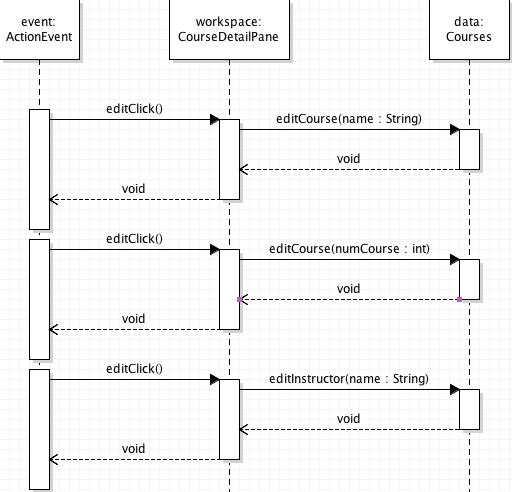 event:
ActionEvent
workspace:
CourseDetailPane
data:
Courses
editClick()
editCourse(name : String)
void
void
editClick()
editCourse(numCourse : int)
void
void
editClick()
editInstructor(name : String)
void
void